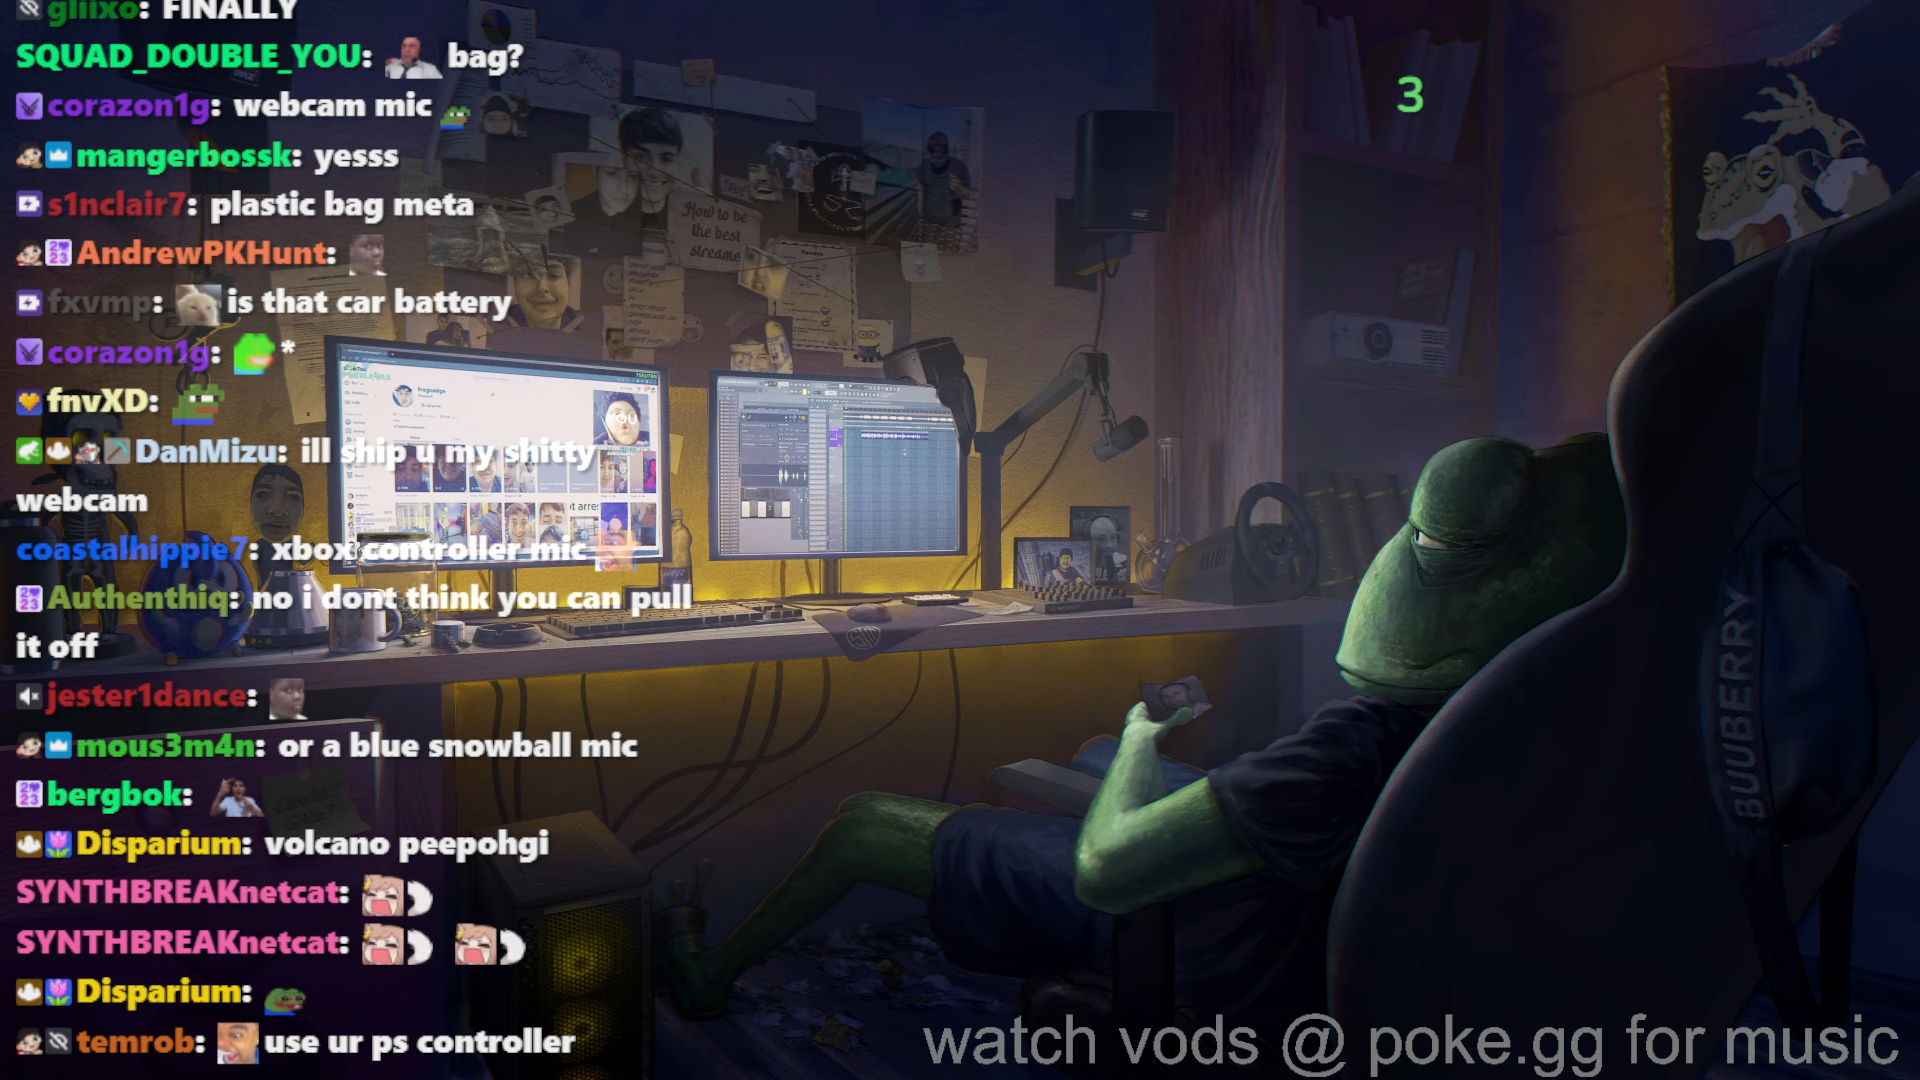 gliixo: FINALLY
SQUAD_DOUBLE_YOU: bag?
corazon1g: webcam mic
mangerbossk: yesss
s1nclair7: plastic bag meta
AndrewPKHunt:
fxvmp: is that car battery
corazon1g: *
fnvXD:
DanMizu: ill ship u my shitty
webcam
coastalhippie7: xbox controller mic
Authenthiq: no i dont think you can pull
it off
jester1dance:
mous3m4n: or a blue snowball mic
bergbok:
Disparium: volcano peepohgi
SYNTHBREAKnetcat:
SYNTHBREAKnetcat:
Disparium:
temrob: use ur ps controller
How to be
the best
streamer
3
BUUBERRY
watch vods @ poke.gg for music